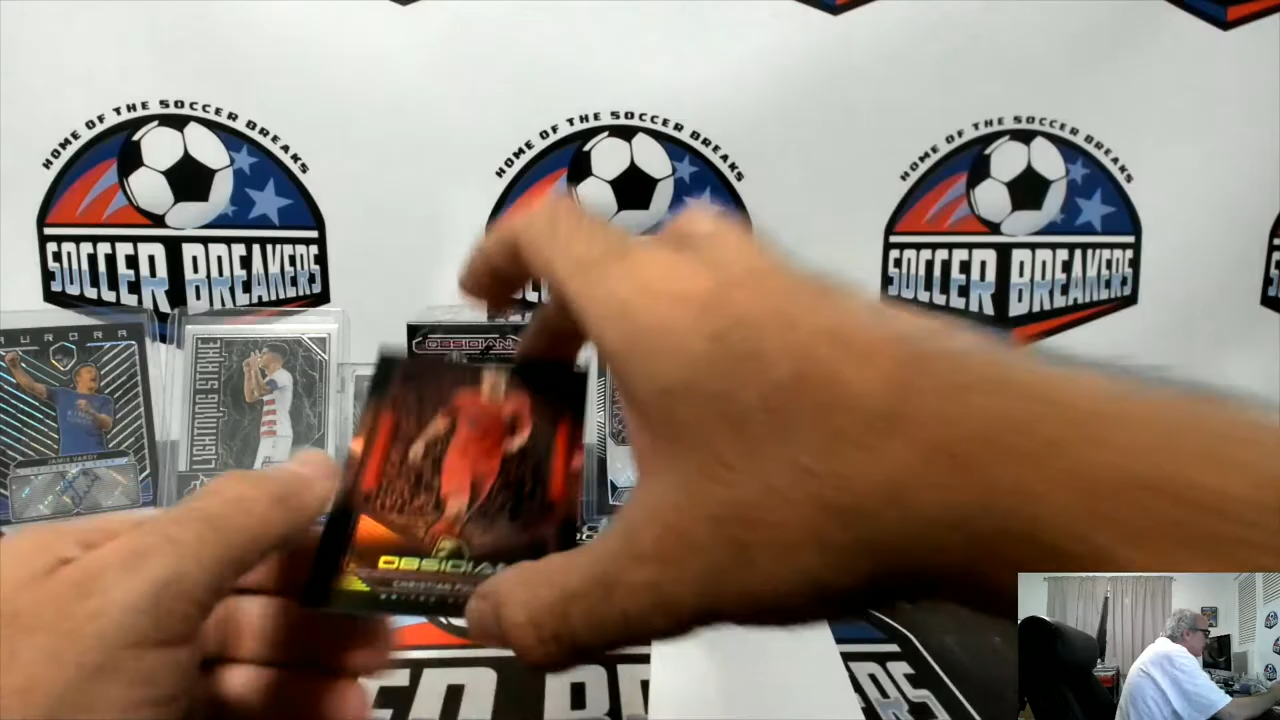 HOME OF THE SOCCER BREAKS
SOCCER BREAKERS
HOME OF THE SOCCER BREAKS
HOME OF THE SOCCER BREAKS
SOCCER BREAKERS
AURORA
JAMIE VARDY
LIGHTNING STRIKE
OBSIDIAN
OBSIDIAN
CHRISTIAN